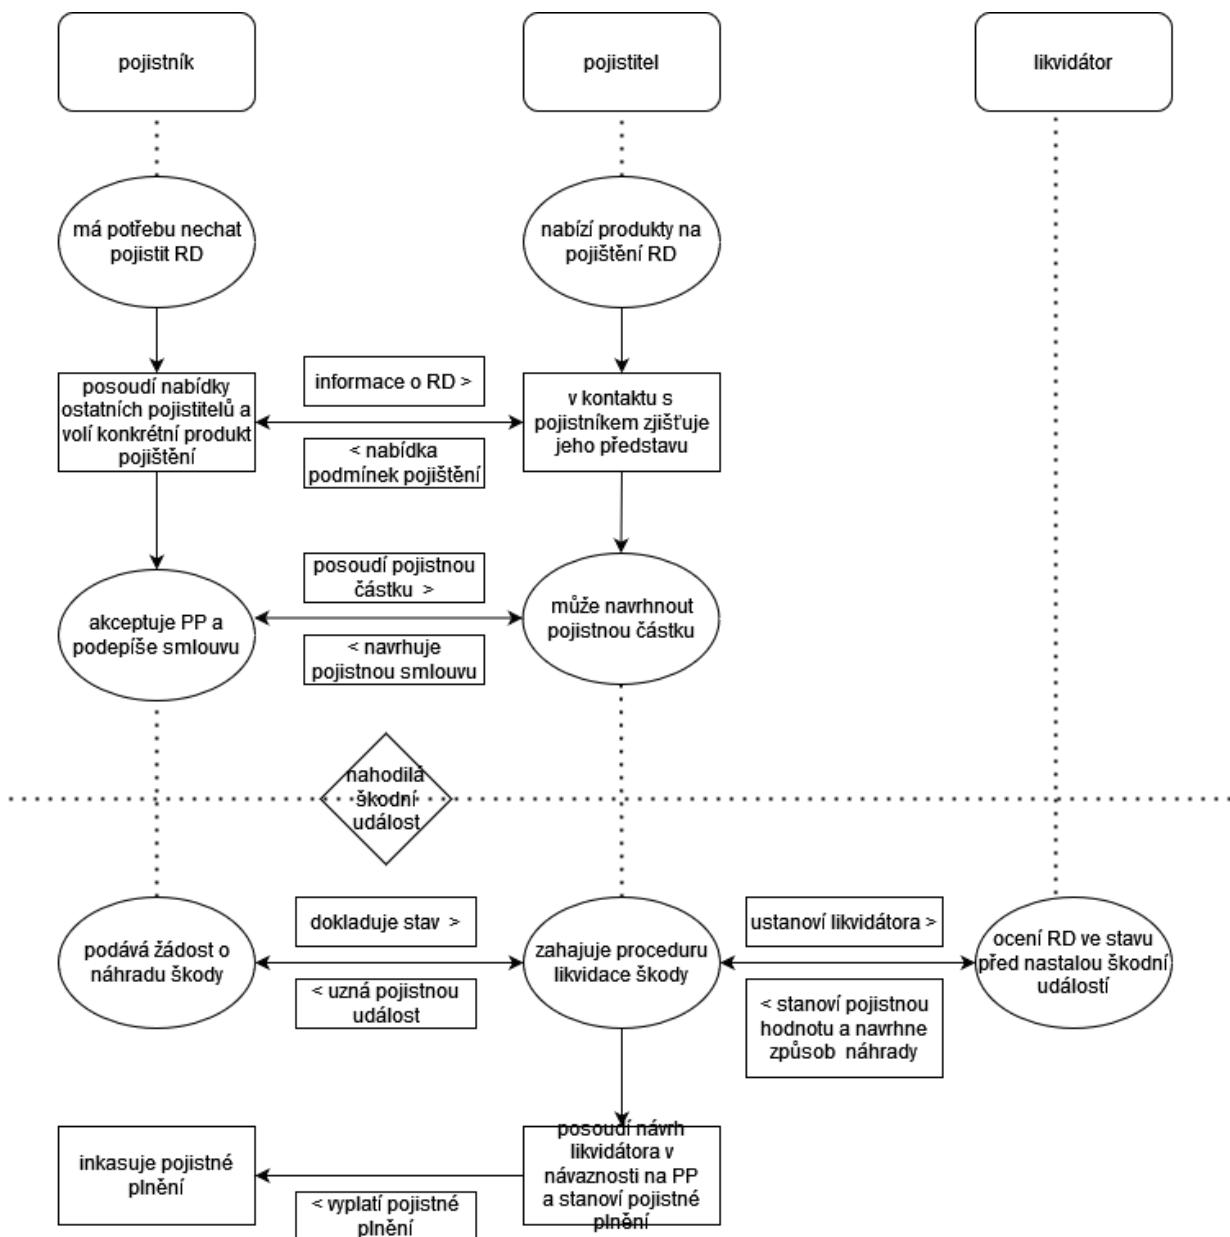 pojistník
pojistitel
likvidátor
má potřebu nechat
pojistit RD
nabízí produkty na
pojištění RD
posoudí nabídky
ostatních pojistitelů a
volí konkrétní produkt
pojištění
informace o RD >
< nabídka
podmínek pojištění
v kontaktu s
pojistníkem zjišťuje
jeho představu
akceptuje PP a
podepíše smlouvu
posoudí pojistnou
částku >
< navrhuje
pojistnou smlouvu
může navrhnout
pojistnou částku
nahodilá
škodní
událost
podává žádost o
náhradu škody
dokladuje stav >
< uzná pojistnou
událost
zahajuje proceduru
likvidace škody
ustanoví likvidátora >
< stanoví pojistnou
hodnotu a navrhne
způsob náhrady
ocení RD ve stavu
před nastalou škodní
událostí
inkasuje pojistné
plnění
< vyplatí pojistné
plnění
posoudí návrh
likvidátora v
návaznosti na PP
a stanoví pojistné
plnění